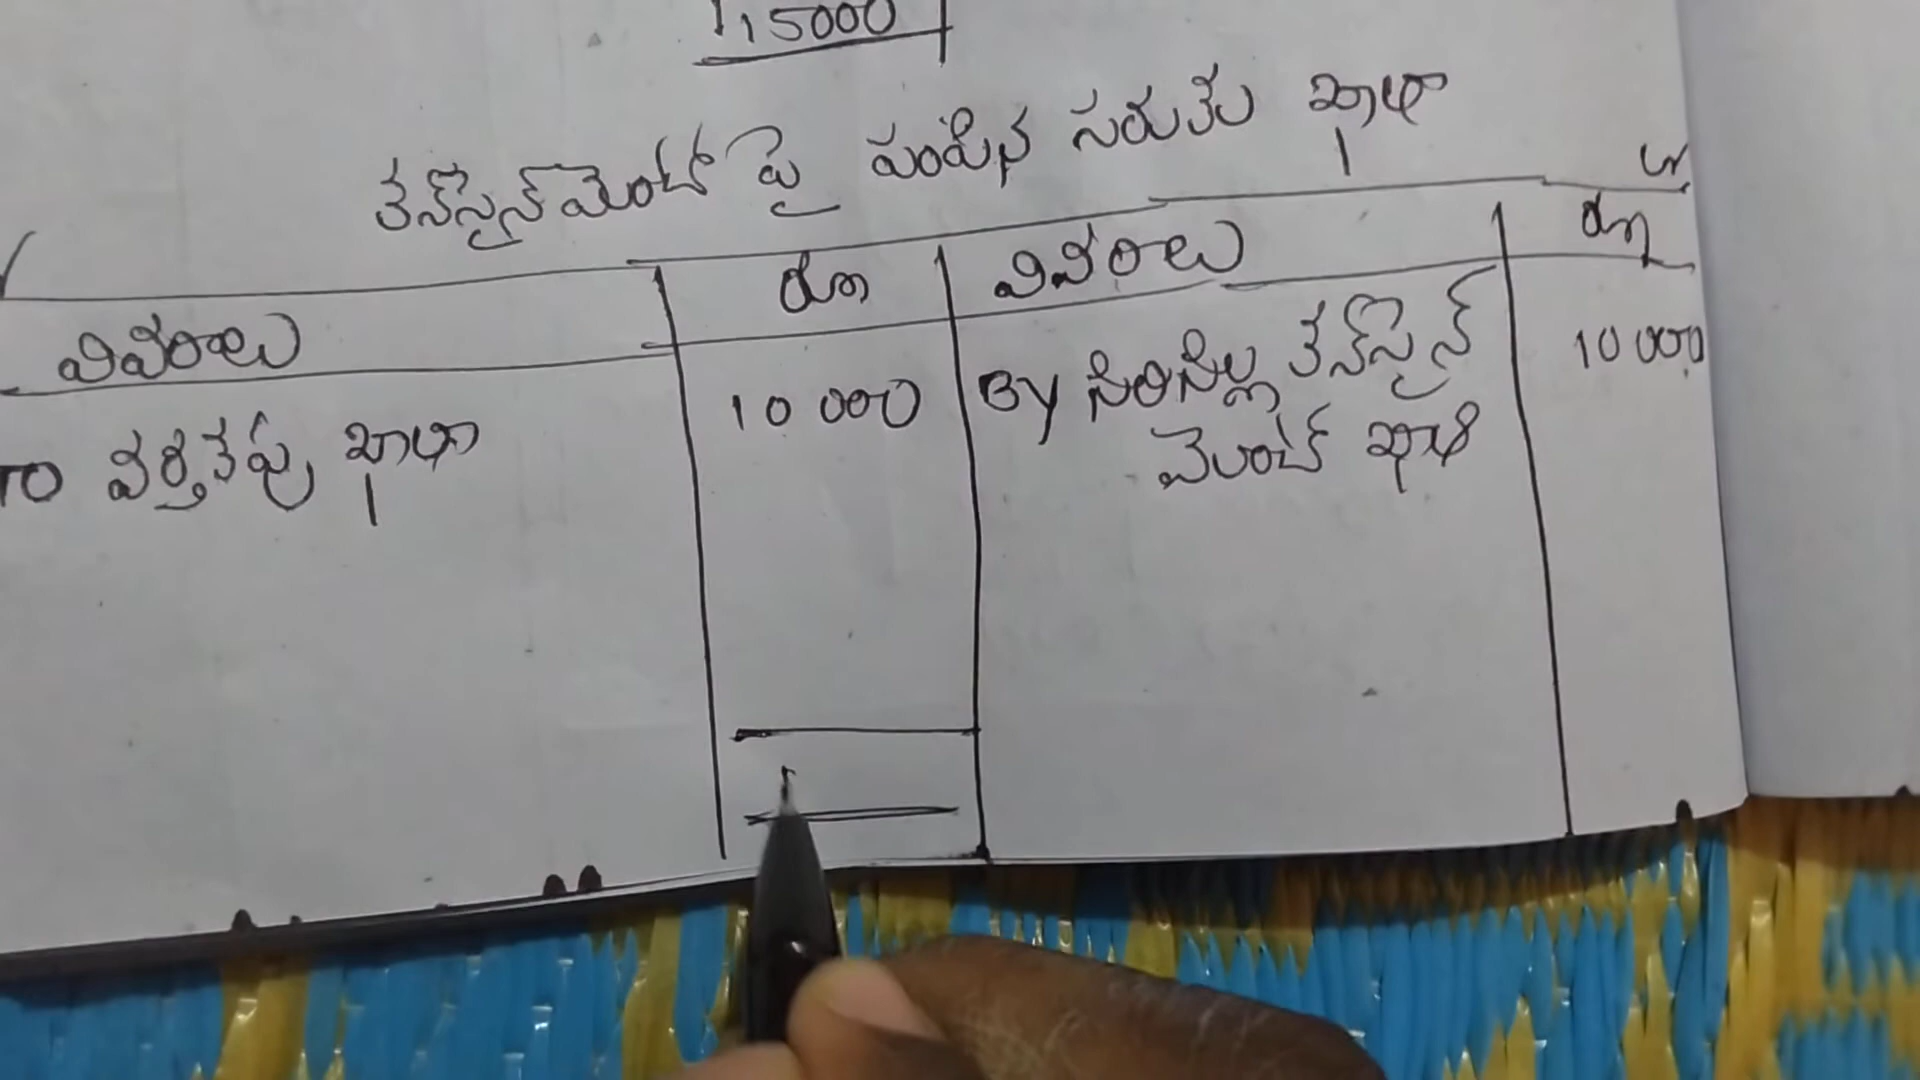 15000
కన్సైన్ మెంట్ పై పంపిన సరుకుల ఖాతా
వివరాలు రూ వివరాలు రూ
TO వర్తకపు ఖాతా 10000 By సిరిసిల్ల కన్సైన్ 10000
మెంట్ ఖాతా